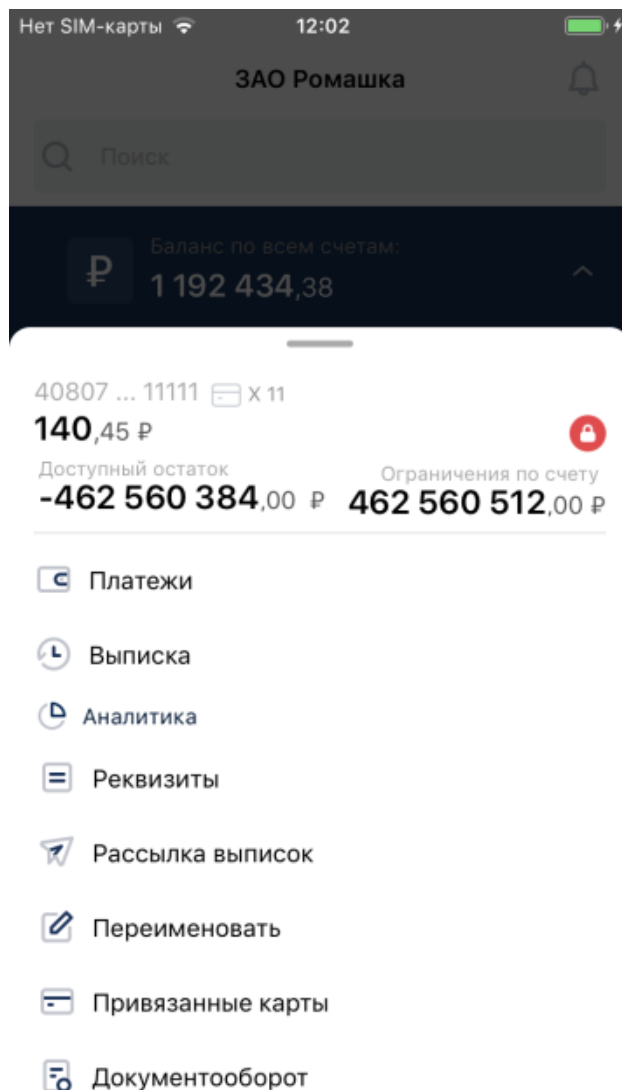 Нет SIM-карты 12:02
ЗАО Ромашка
Поиск
Баланс по всем счетам:
₽ 1 192 434,38
40807 ... 11111 X 11
140,45 ₽
Доступный остаток Ограничения по счету
-462 560 384,00 ₽ 462 560 512,00 ₽
Платежи
Выписка
Аналитика
Реквизиты
Рассылка выписок
Переименовать
Привязанные карты
Документооборот